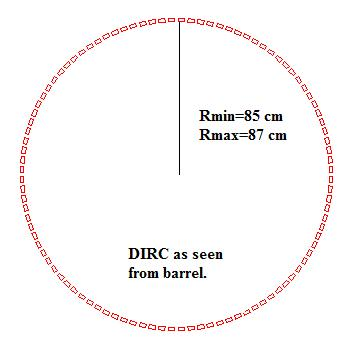 Rmin=85 cm
Rmax=87 cm
DIRC as seen
from barrel.